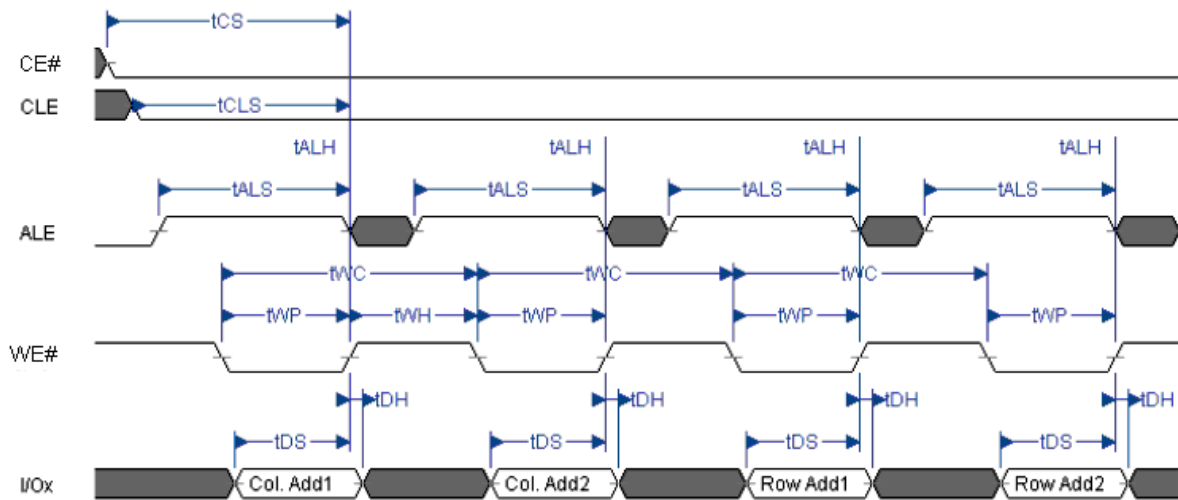 tCS
CE#
CLE
tCLS
tALH tALH tALH tALH
tALS tALS tALS tALS
ALE
tWC tWC tWC
tWP tWH tWP tWP tWP
WE#
tDH tDH tDH tDH
tDS tDS tDS tDS
I/Ox
Col. Add1 Col. Add2 Row Add1 Row Add2